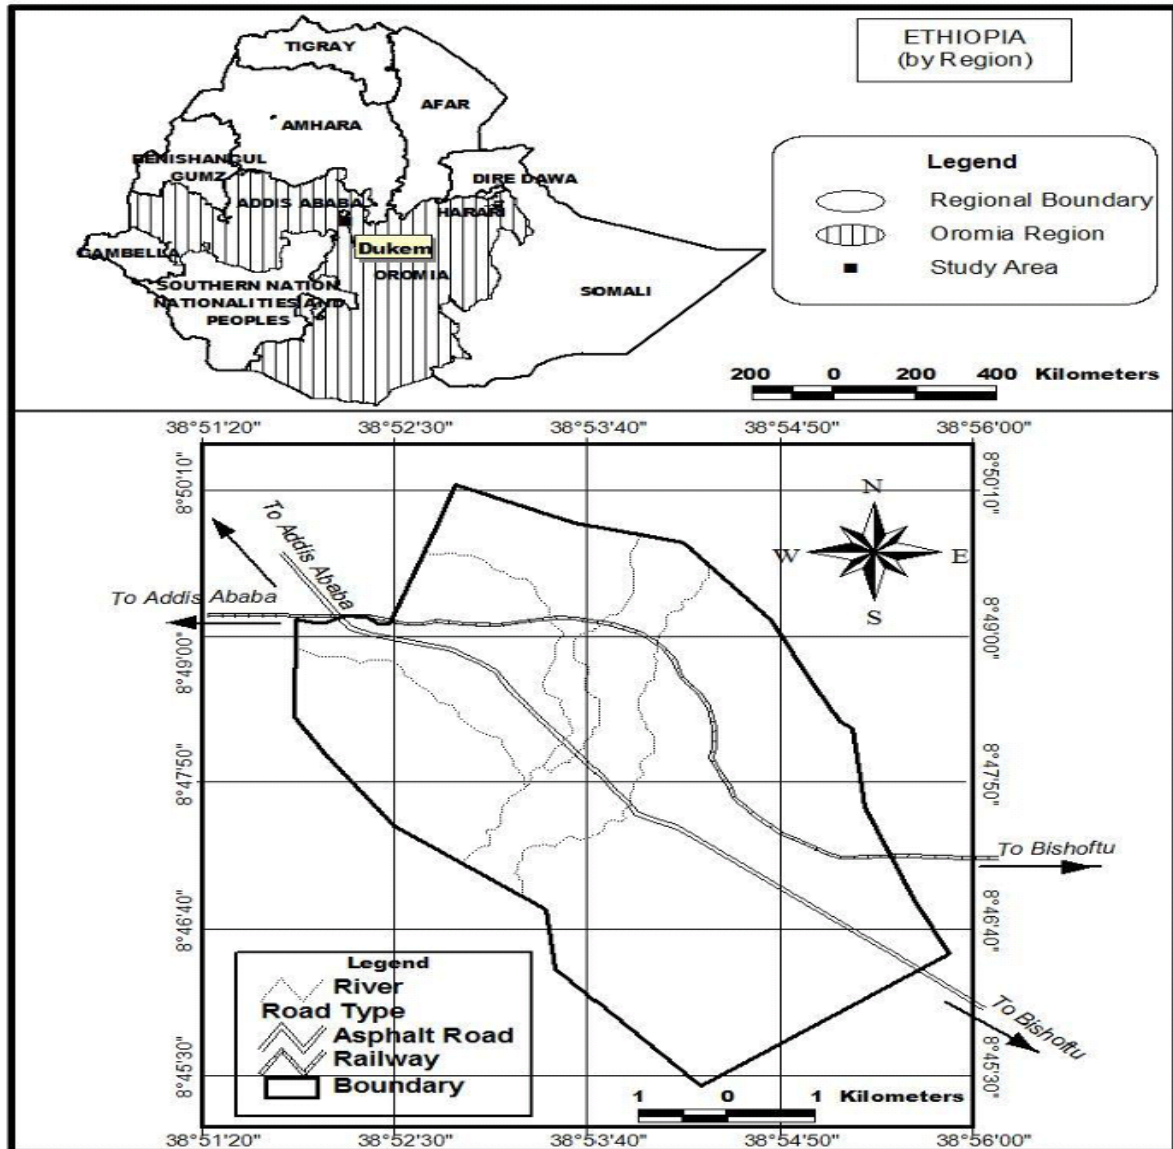 ETHIOPIA
(by Region)
TIGRAY
AFAR
AMHARA
BENISHANGUL
GUMZ
DIRE DAWA
ADDIS ABABA
HARARI
Dukem
GAMBELLA
OROMIA
SOUTHERN NATION
NATIONALITIES AND
PEOPLES
SOMALI
Legend
Regional Boundary
Oromia Region
Study Area
200 0 200 400 Kilometers
38°51'20" 38°52'30" 38°53'40" 38°54'50" 38°56'00"
8°50'10" 8°50'10"
N
W E
S
To Addis Ababa
To Addis Ababa
8°49'00" 8°49'00"
8°47'50" 8°47'50"
To Bishoftu
8°46'40" 8°46'40"
To Bishoftu
Legend
River
Road Type
Asphalt Road
Railway
Boundary
8°45'30" 8°45'30"
1 0 1 Kilometers
38°51'20" 38°52'30" 38°53'40" 38°54'50" 38°56'00"